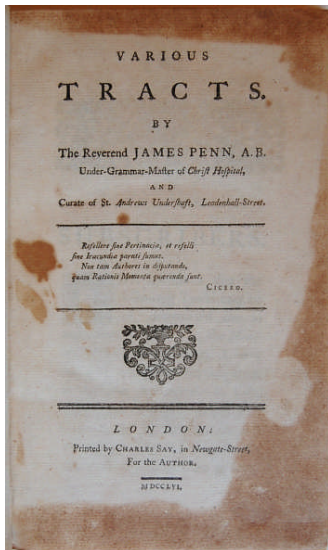 VARIOUS
TRACTS.
BY
The Reverend JAMES PENN, A.B.
Under-Grammar-Maſter of Chriſt Hoſpital,
AND
Curate of St. Andrews Underſhaft, Leadenhall-Street.
Refellere ſine Pertinacia, et refelli
ſine Iracundia parati ſumus.
Non tam Authores in diſputando,
quam Rationis Momenta quærenda ſunt.
CICERO.
LONDON:
Printed by CHARLES SAY, in Newgate-Street,
For the AUTHOR.
MDCCLVI.